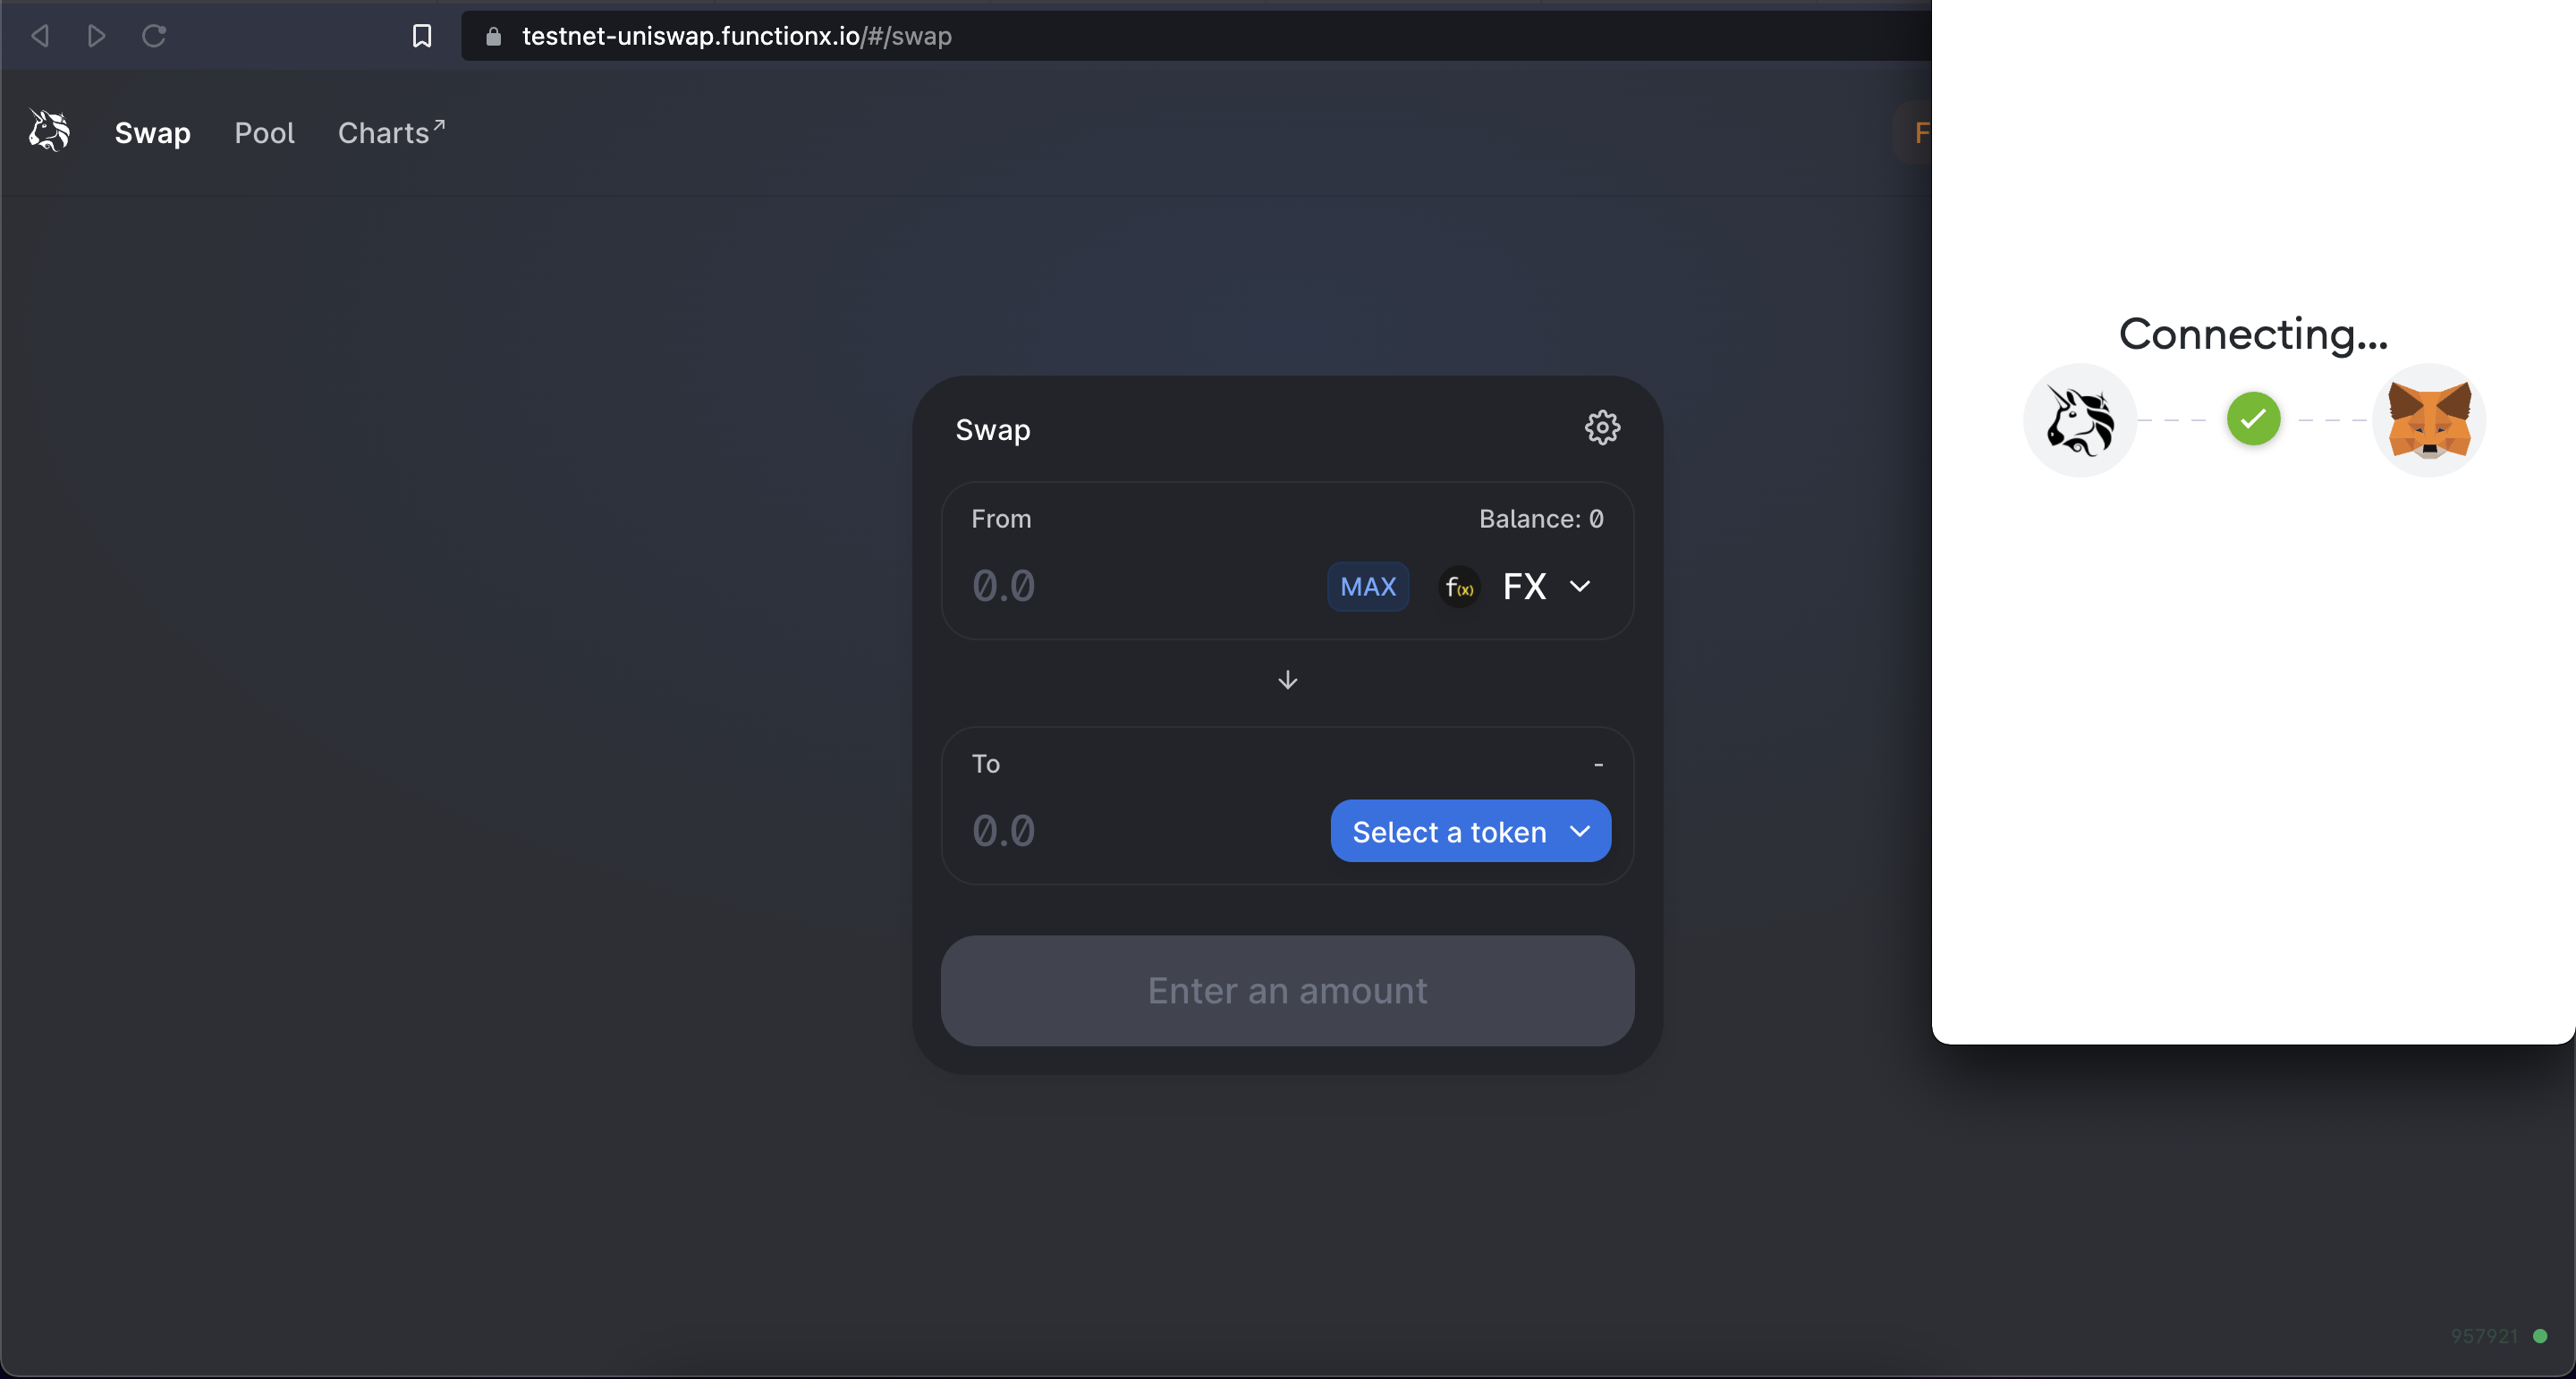 testnet-uniswap.functionx.io/#/swap
Swap Pool Charts↗
F
Connecting...
Swap
From Balance: 0
0.0 MAX f(x) FX
To -
0.0 Select a token
Enter an amount
957921